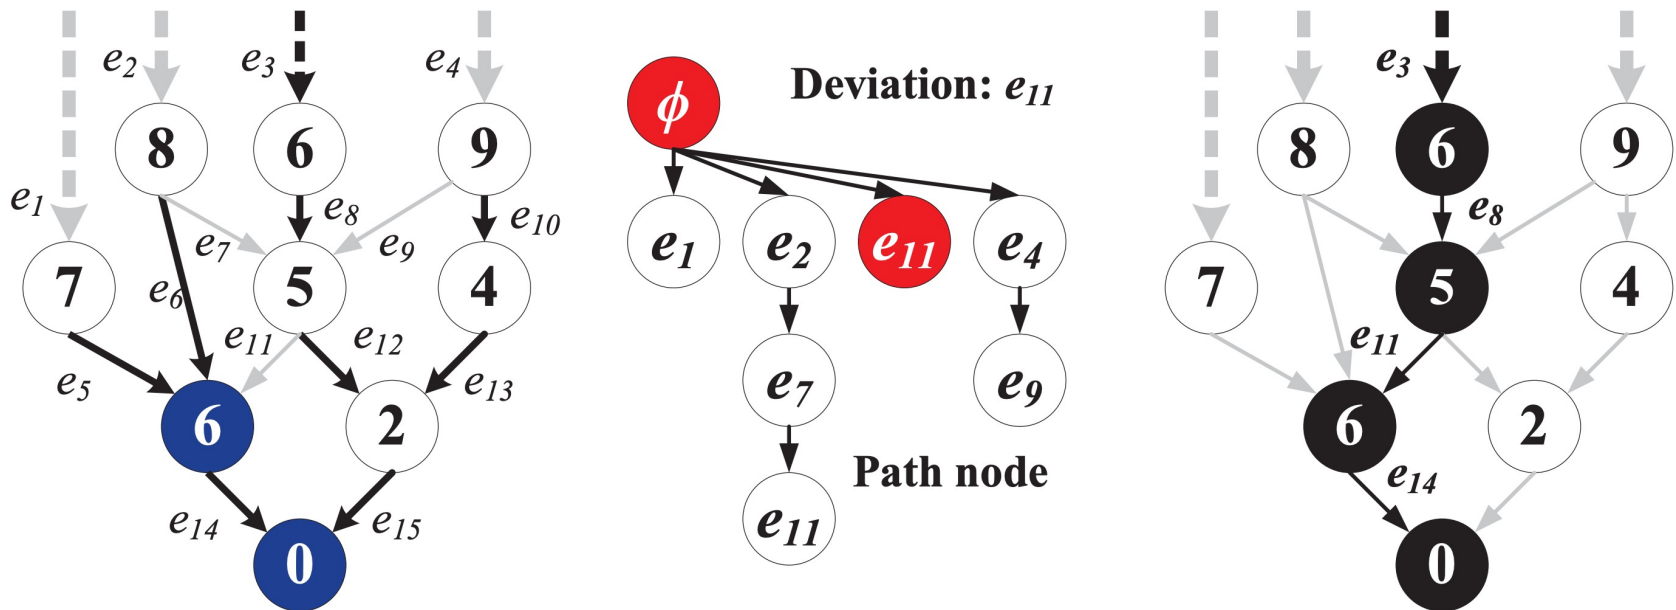 e2 e3 e4
8 6 9
e1 e8 e10
e7 e9
7 5 4
e6
e11 e12
e5 e13
6 2
e14 e15
0
ϕ Deviation: e11
e1 e2 e11 e4
e7 e9
Path node
e11
e3
8 6 9
e8
7 5 4
e11
6 2
e14
0